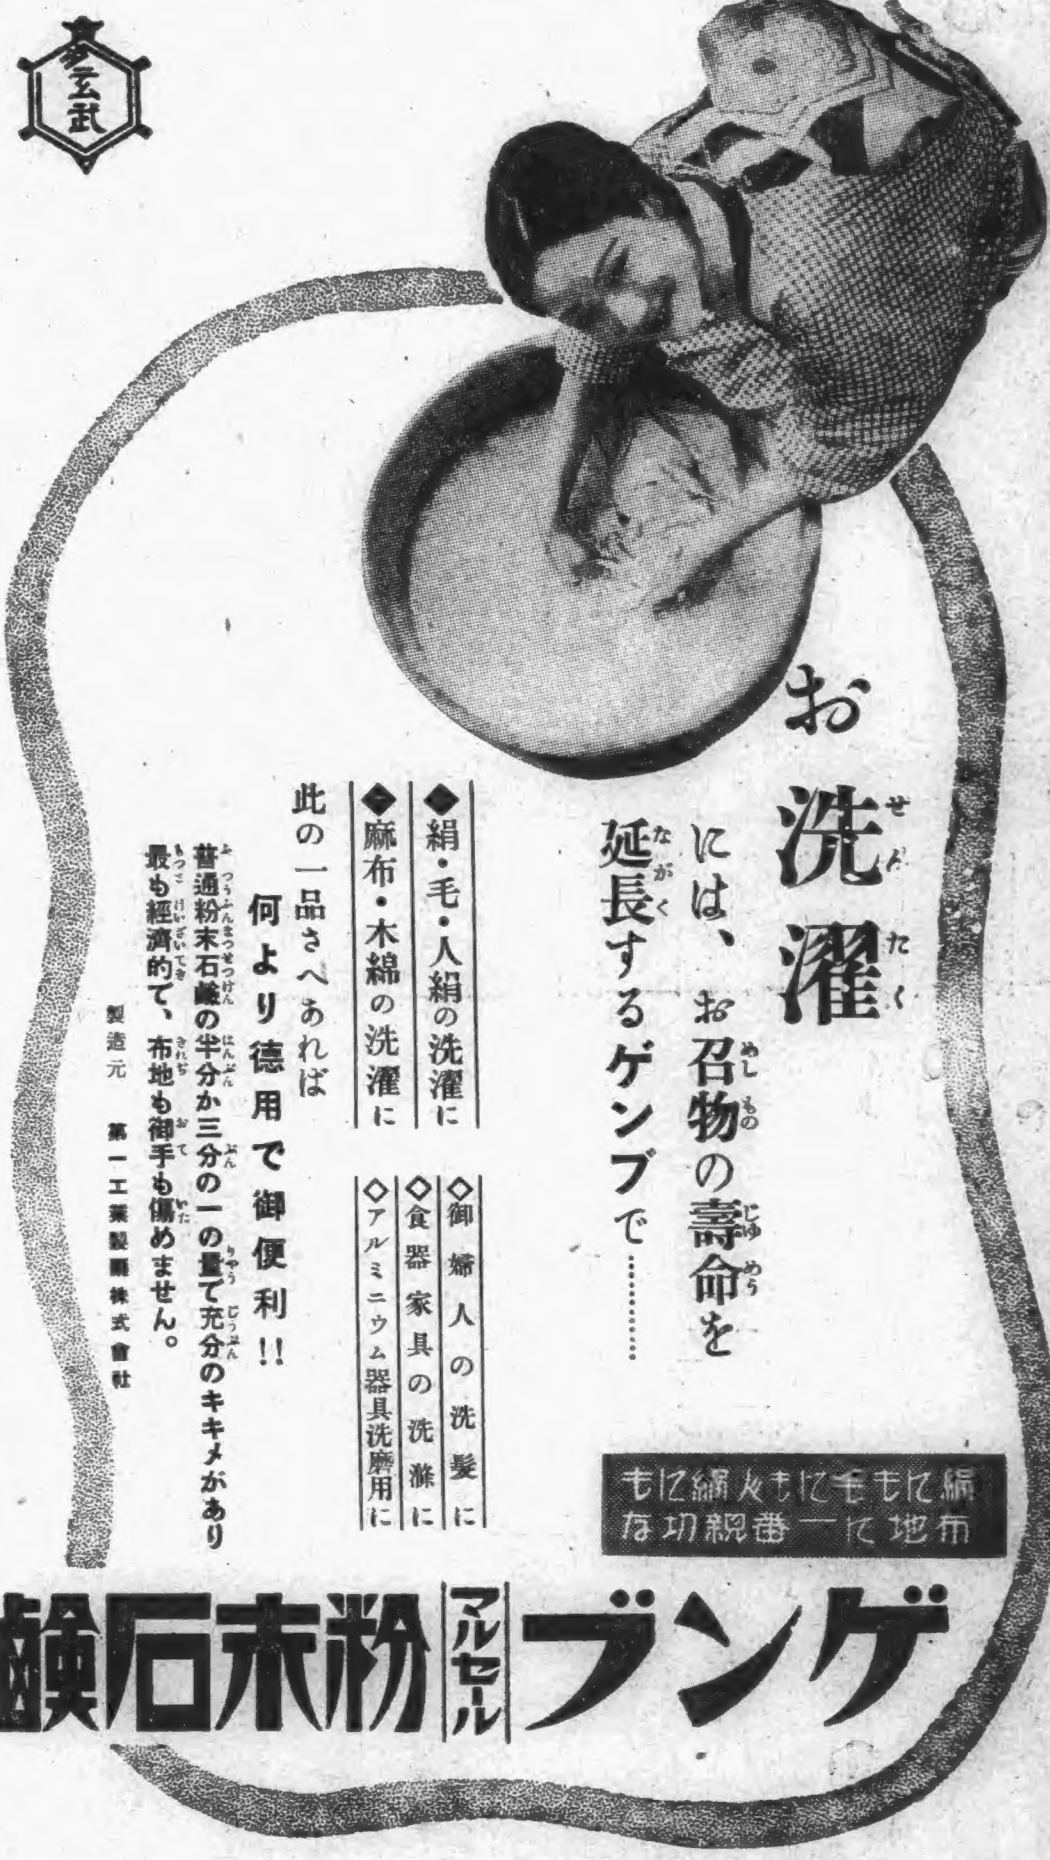 玄武
お洗濯
には、お召物の壽命を
延長するゲンブで…………
◆絹・毛・人絹の洗濯に
◆麻布・木綿の洗濯に
◇御婦人の洗髮に
◇食器家具の洗滌に
◇アルミニウム器具洗磨用に
此の一品さへあれば
何より德用で御便利!!
普通粉末石鹼の半分か三分の一の量で充分のキキメがあり
最も經濟的で、布地も御手も傷めません。
製造元 第一工業製藥株式會社
絹にも毛にも人絹にも
布地に一番親切な
ゲンブ
マルセール
粉末石鹼